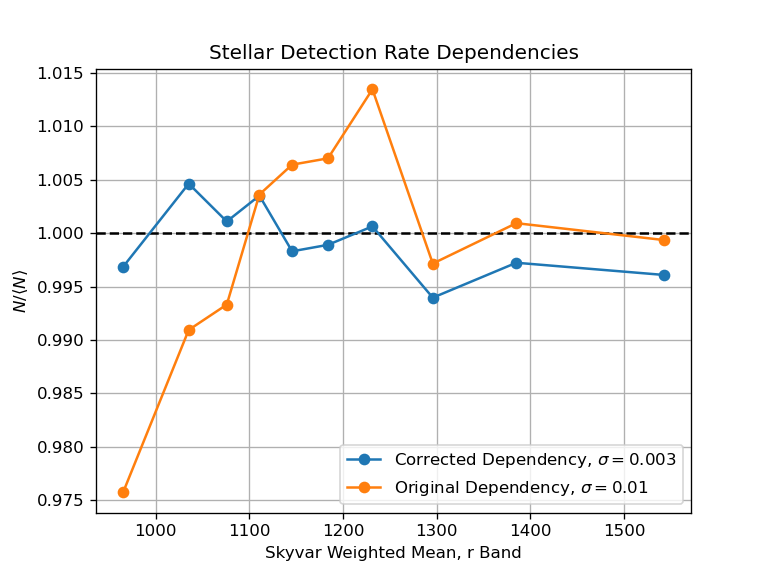 Stellar Detection Rate Dependencies
1.015
1.010
1.005
1.000
0.995
0.990
0.985
0.980
0.975
N/⟨N⟩
Corrected Dependency, σ = 0.003
Original Dependency, σ = 0.01
1000 1100 1200 1300 1400 1500
Skyvar Weighted Mean, r Band